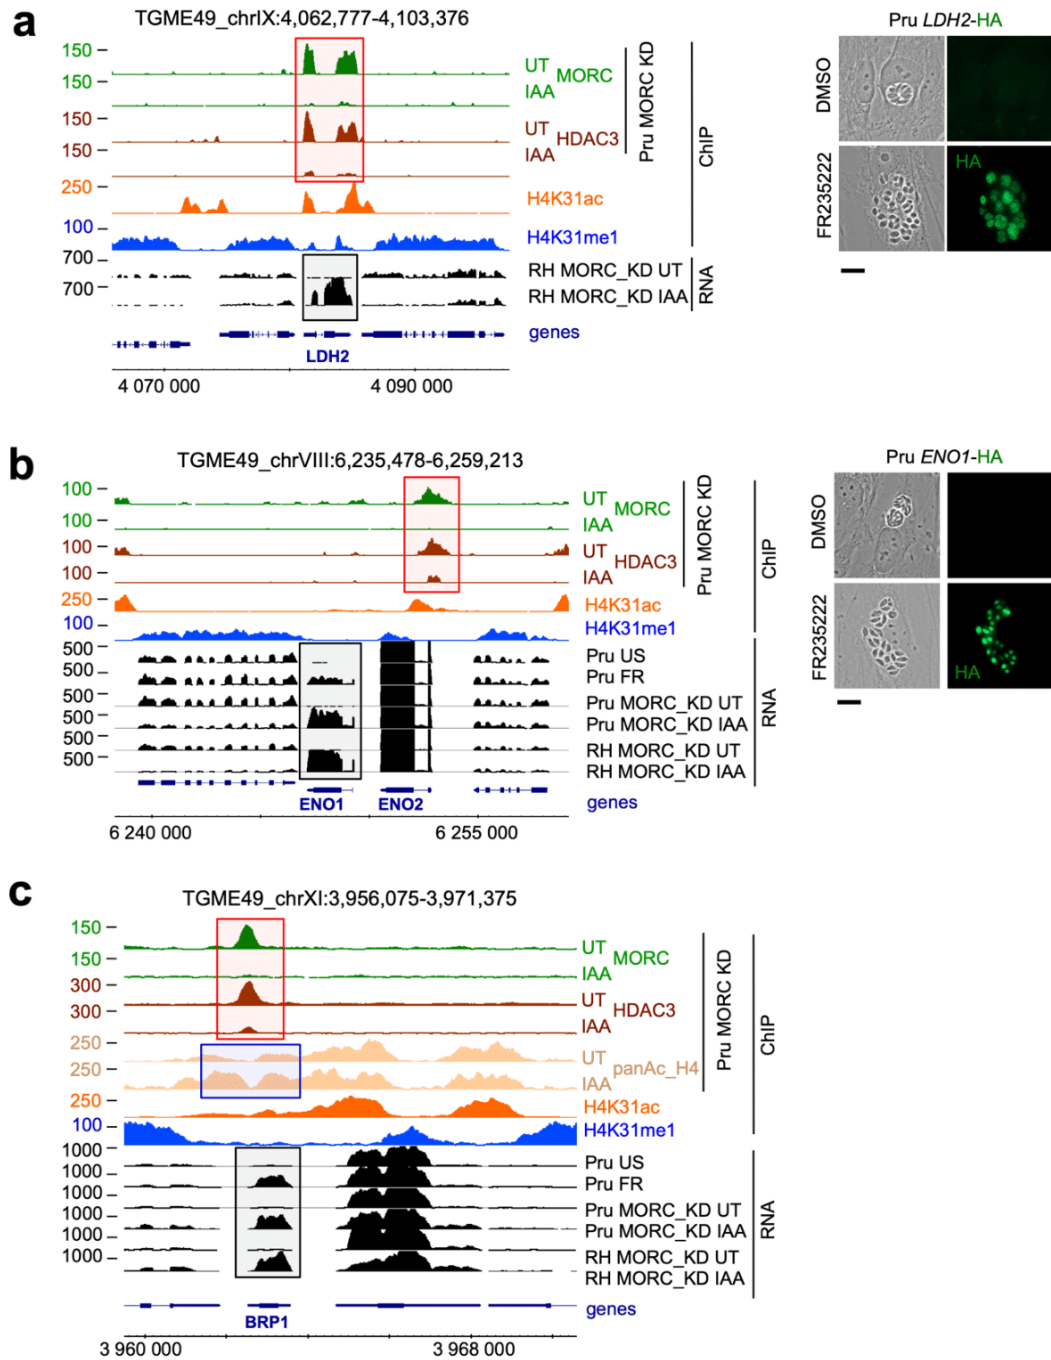 a
TGME49_chrIX:4,062,777-4,103,376
150
UT
MORC
150
IAA
150
UT
HDAC3
150
IAA
Pru MORC KD
250
H4K31ac
100
H4K31me1
ChIP
700
RH MORC_KD UT
700
RH MORC_KD IAA
RNA
genes
LDH2
4 070 000
4 090 000
Pru LDH2-HA
DMSO
FR235222
HA
b
TGME49_chrVIII:6,235,478-6,259,213
100
UT
MORC
100
IAA
100
UT
HDAC3
100
IAA
Pru MORC KD
250
H4K31ac
100
H4K31me1
ChIP
500
Pru US
500
Pru FR
500
Pru MORC_KD UT
500
Pru MORC_KD IAA
500
RH MORC_KD UT
500
RH MORC_KD IAA
RNA
ENO1
ENO2
genes
6 240 000
6 255 000
Pru ENO1-HA
DMSO
FR235222
HA
c
TGME49_chrXI:3,956,075-3,971,375
150
UT
MORC
150
IAA
300
UT
HDAC3
300
IAA
250
UT
panAc_H4
250
IAA
Pru MORC KD
250
H4K31ac
100
H4K31me1
ChIP
1000
Pru US
1000
Pru FR
1000
Pru MORC_KD UT
1000
Pru MORC_KD IAA
1000
RH MORC_KD UT
1000
RH MORC_KD IAA
RNA
genes
BRP1
3 960 000
3 968 000